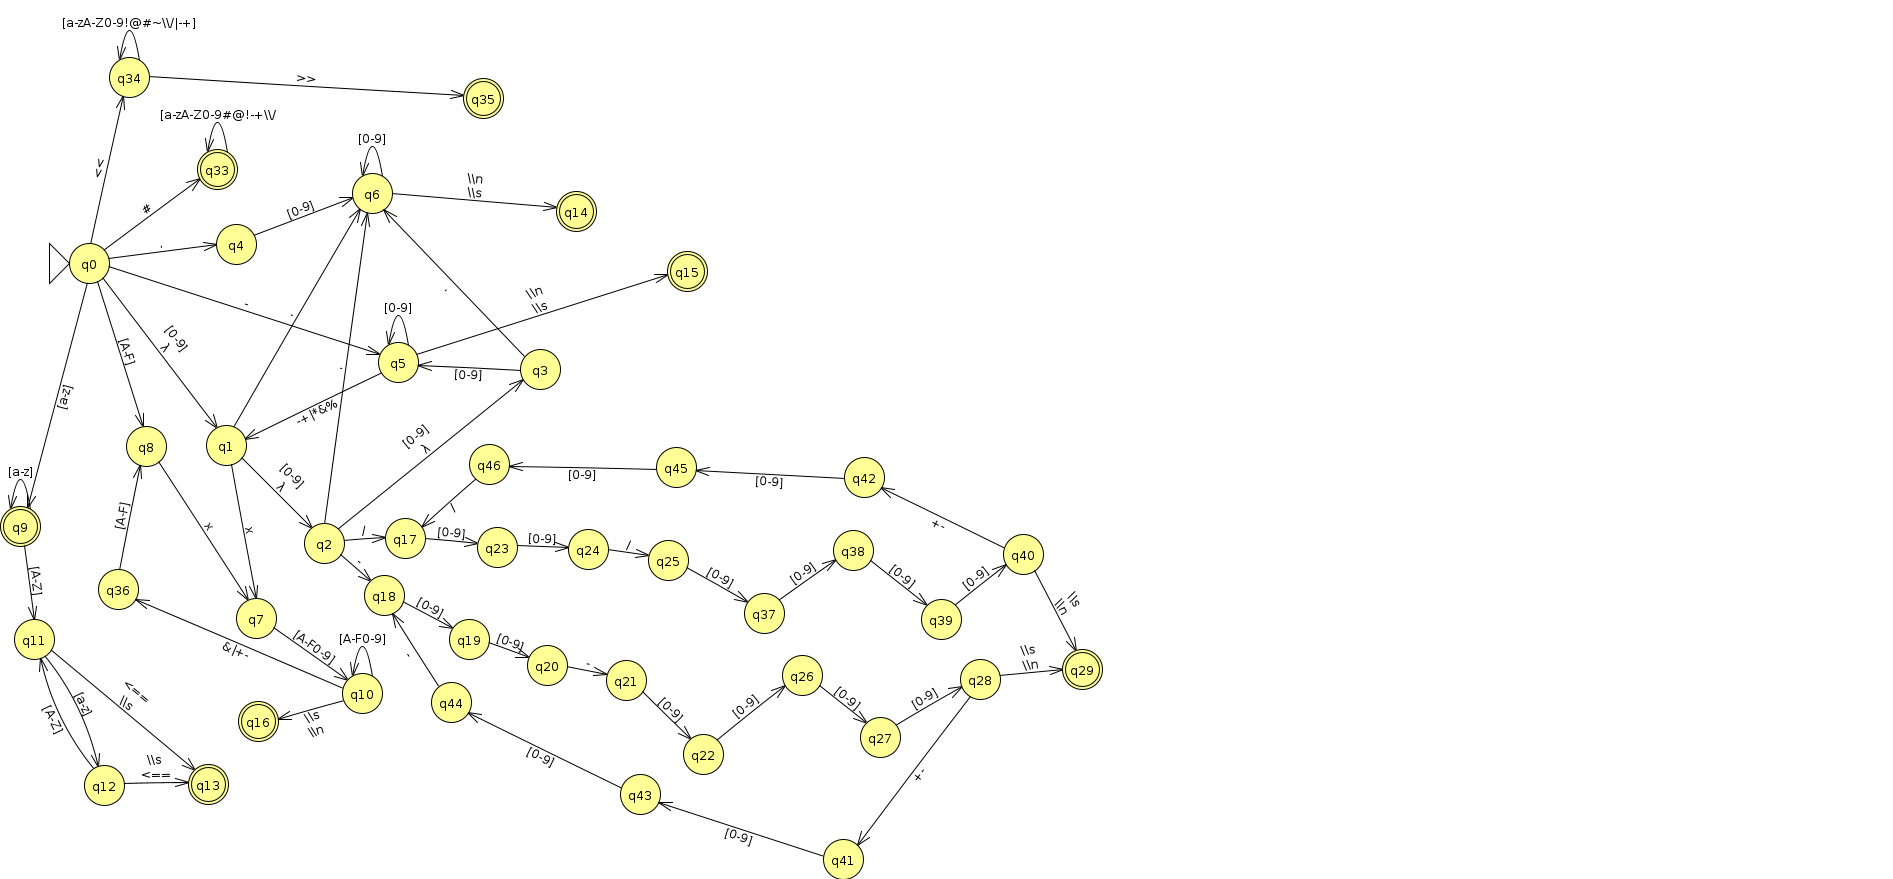 [a-zA-Z0-9!@#~\\/|-+]
q34
>>
q35
[a-zA-Z0-9#@!-+\\/
<<
q33
[0-9]
#
q6
\\n
\\s
q14
[0-9]
.
q4
q0
q15
-
.
.
\\n
\\s
[0-9]
[0-9]
λ
[A-F]
q5
q3
[0-9]
.
-+|*&%
[a-z]
[0-9]
λ
q8
q1
[a-z]
q46
q45
q42
[0-9]
[0-9]
[0-9]
λ
[A-F]
x
x
q9
/
+-
q2
/
q17
[0-9]
q23
[0-9]
q24
/
q25
q38
q40
-
[0-9]
[0-9]
[0-9]
[0-9]
\\s
\\n
[A-Z]
q36
q18
[0-9]
q7
q37
q39
q11
[A-F0-9]
[A-F0-9]
&|+-
q19
[0-9]
-
q20
-
q21
q26
q28
\\s
\\n
q29
<==
\\s
[a-z]
[A-Z]
q10
q44
[0-9]
[0-9]
[0-9]
[0-9]
q16
\\s
\\n
q22
q27
\\s
<==
q12
q13
[0-9]
+-
q43
[0-9]
q41